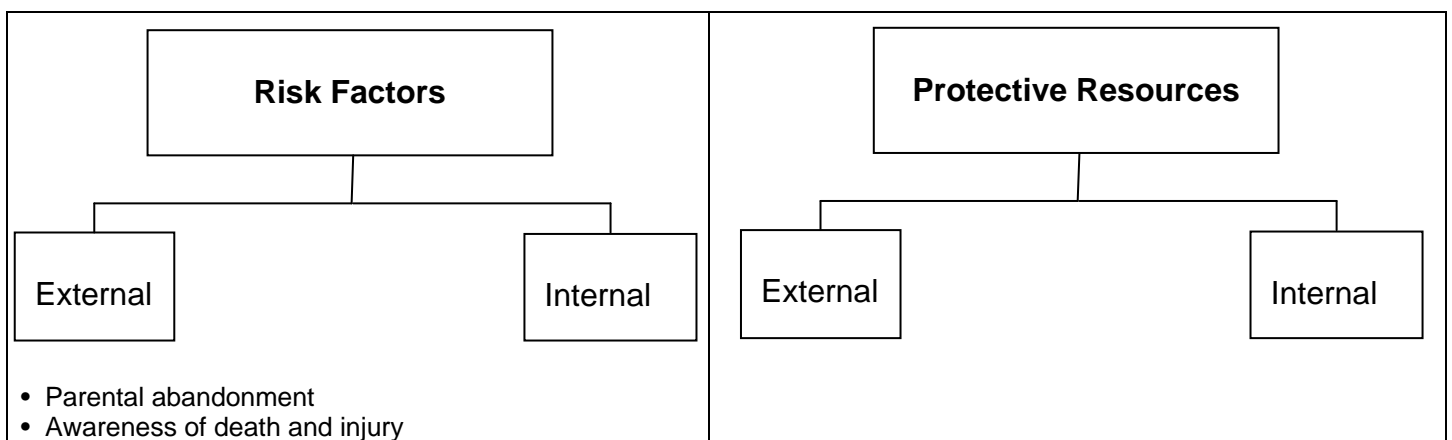 Risk Factors
External
Internal
• Parental abandonment
• Awareness of death and injury
Protective Resources
External
Internal